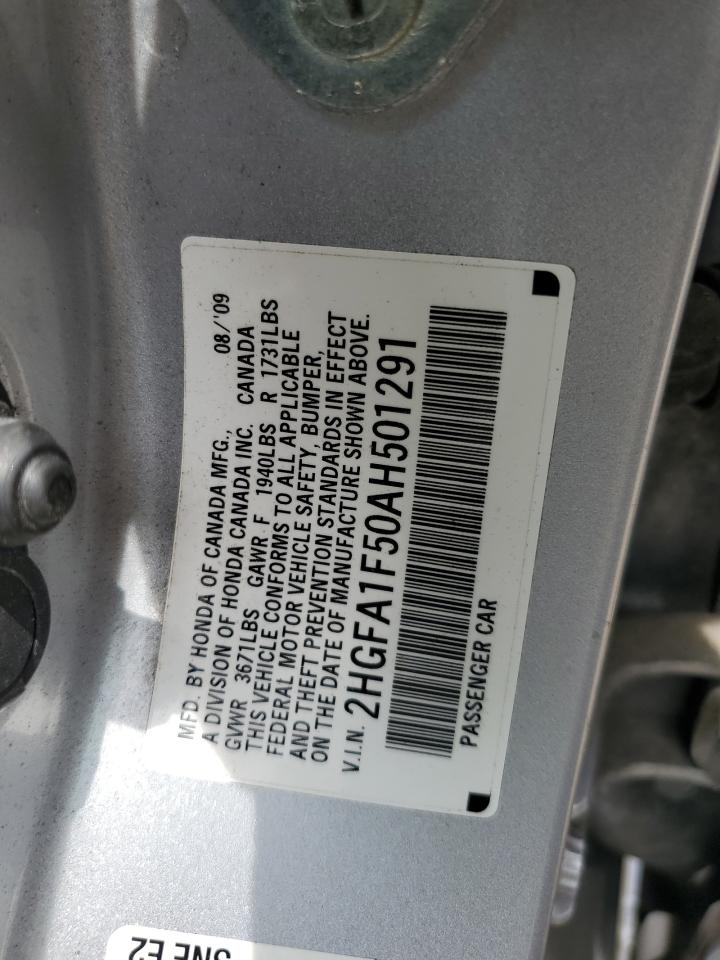 MFD. BY HONDA OF CANADA MFG., 08/'09
A DIVISION OF HONDA CANADA INC. CANADA
GVWR 3671LBS GAWR F 1940LBS R 1731LBS
THIS VEHICLE CONFORMS TO ALL APPLICABLE
FEDERAL MOTOR VEHICLE SAFETY, BUMPER,
AND THEFT PREVENTION STANDARDS IN EFFECT
ON THE DATE OF MANUFACTURE SHOWN ABOVE.
V.I.N. 2HGFA1F50AH501291
PASSENGER CAR